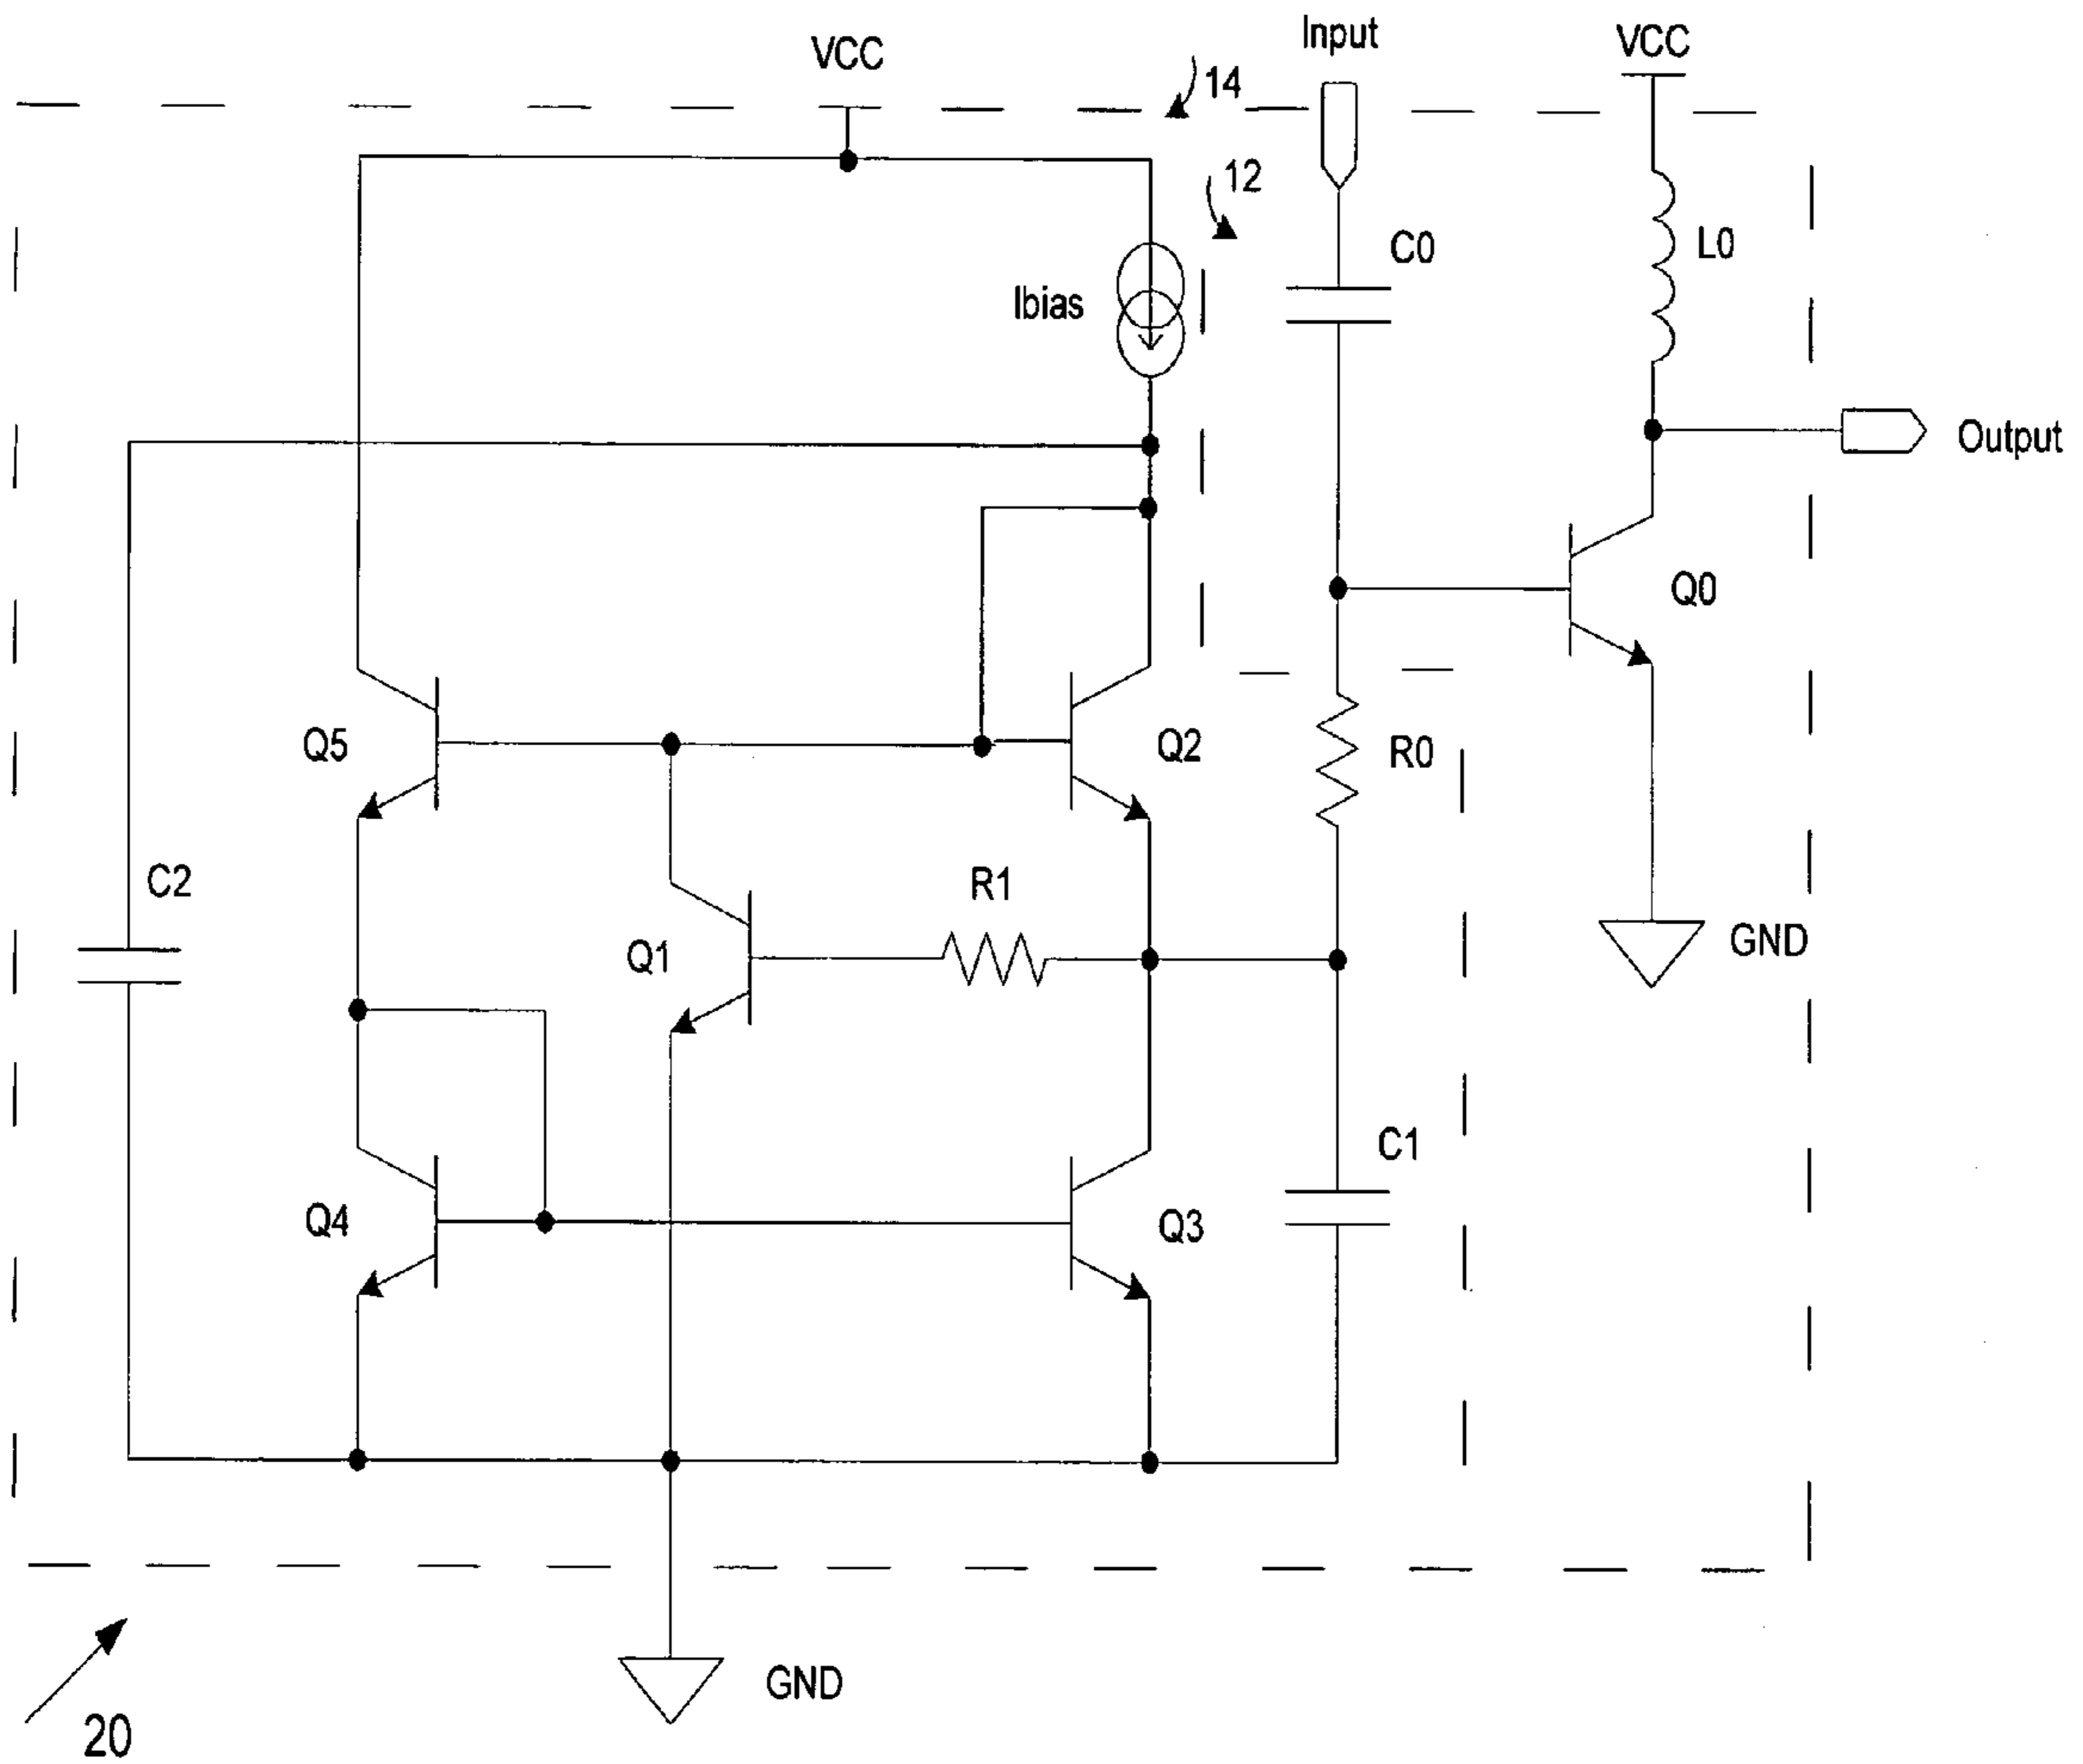 Input
VCC
VCC
14
12
C0
L0
Ibias
Output
Q0
Q5
Q2
R0
C2
R1
Q1
GND
C1
Q4
Q3
GND
20